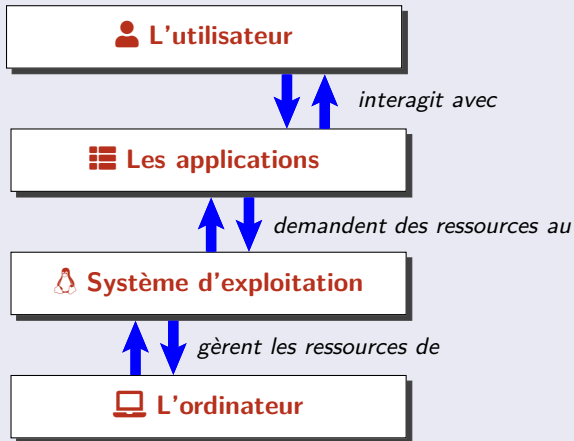 L'utilisateur
interagit avec
Les applications
demandent des ressources au
Système d'exploitation
gèrent les ressources de
L'ordinateur